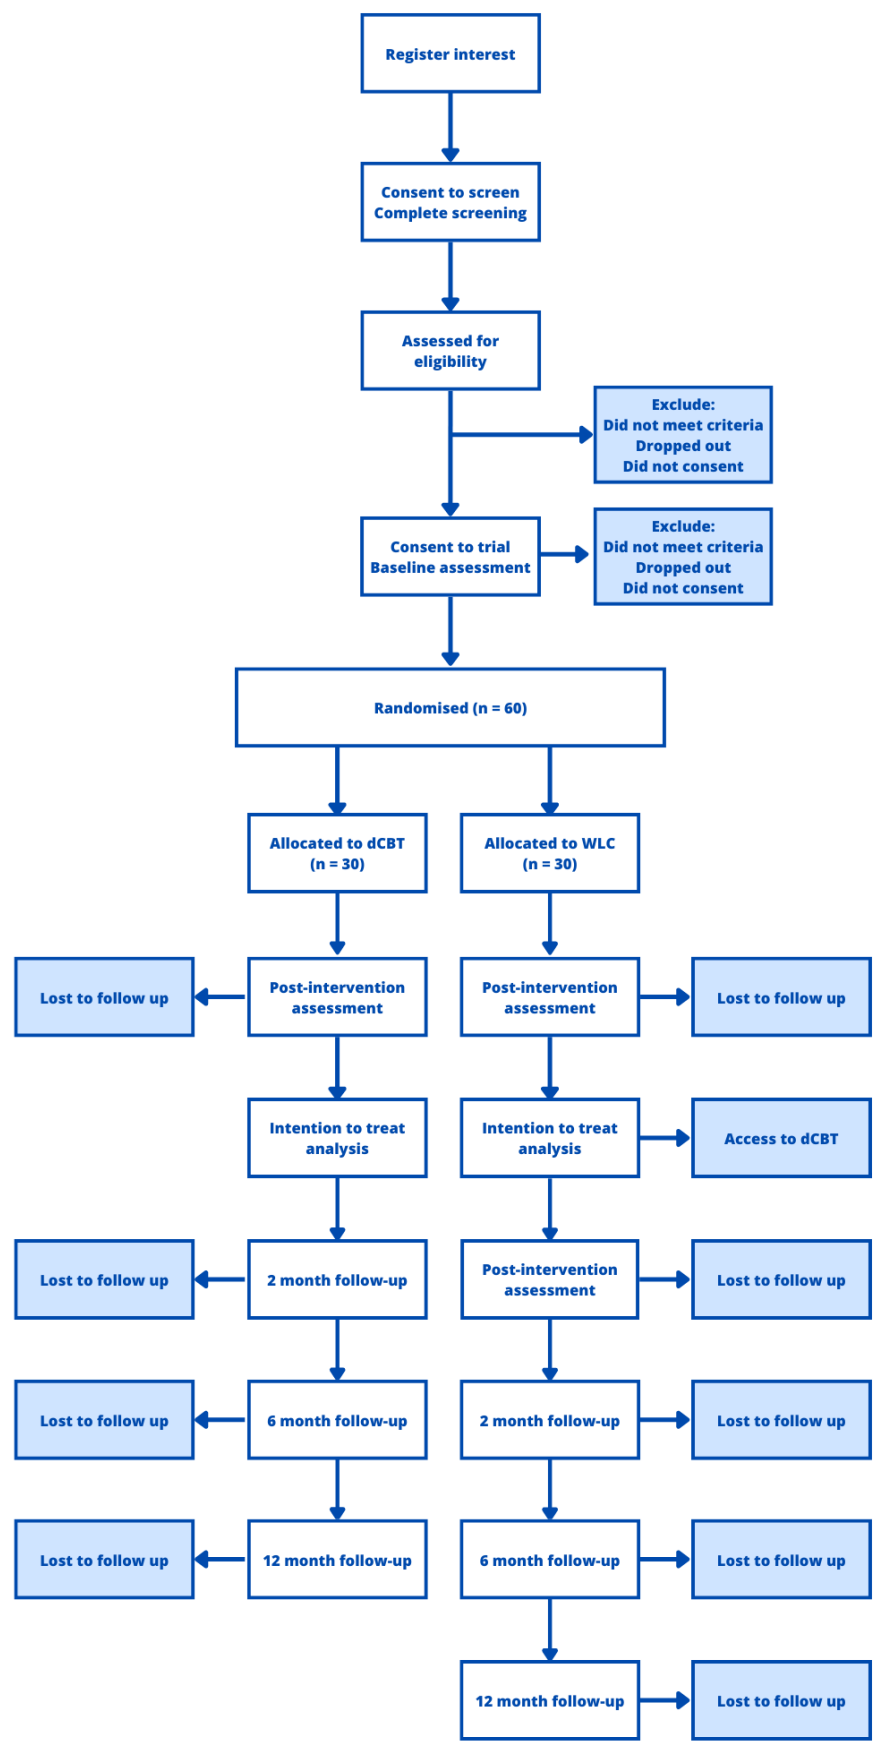 Register interest
Consent to screen
Complete screening
Assessed for
eligibility
Exclude:
Did not meet criteria
Dropped out
Did not consent
Consent to trial
Baseline assessment
Exclude:
Did not meet criteria
Dropped out
Did not consent
Randomised (n = 60)
Allocated to dCBT
(n = 30)
Allocated to WLC
(n = 30)
Lost to follow up
Post-intervention
assessment
Post-intervention
assessment
Lost to follow up
Intention to treat
analysis
Intention to treat
analysis
Access to dCBT
Lost to follow up
2 month follow-up
Post-intervention
assessment
Lost to follow up
Lost to follow up
6 month follow-up
2 month follow-up
Lost to follow up
Lost to follow up
12 month follow-up
6 month follow-up
Lost to follow up
12 month follow-up
Lost to follow up